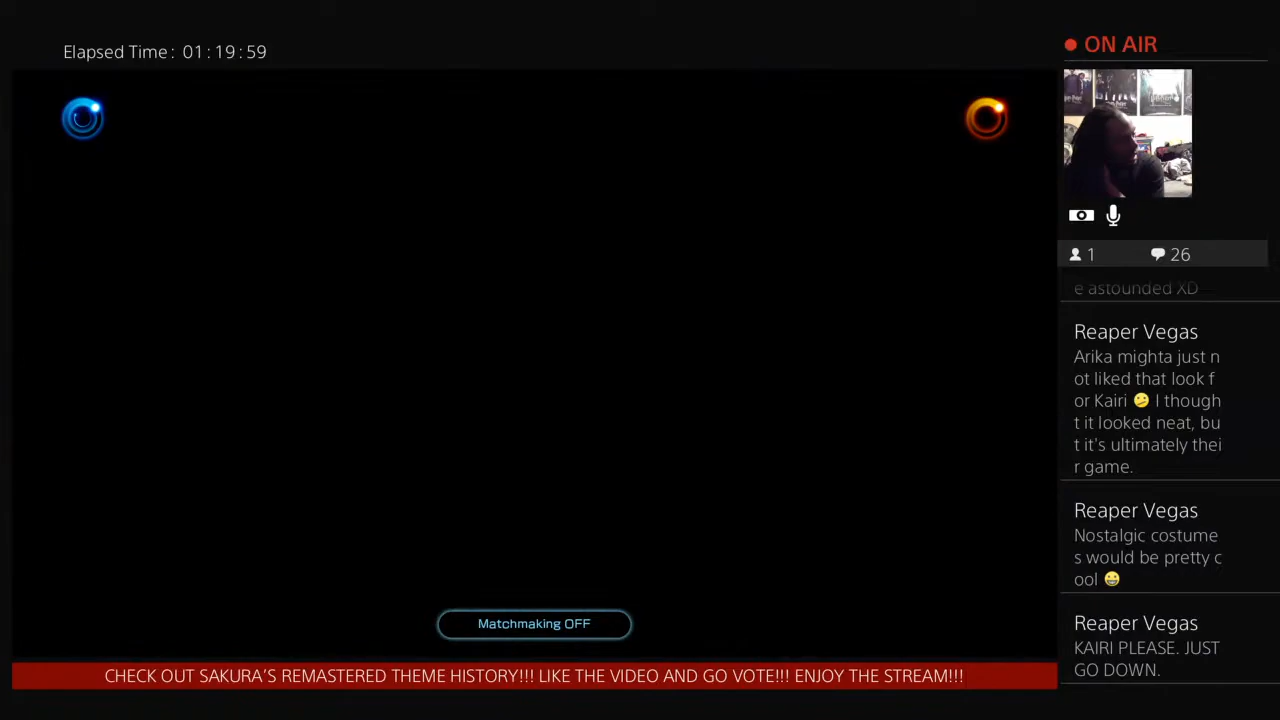 Elapsed Time: 01:19:59
ON AIR
1 26
e astounded XD
Reaper Vegas
Arika mighta just n
ot liked that look f
or Kairi 🫤 I though
t it looked neat, bu
t it's ultimately thei
r game.
Reaper Vegas
Nostalgic costume
s would be pretty c
ool 😀
Reaper Vegas
KAIRI PLEASE. JUST
GO DOWN.
Matchmaking OFF
CHECK OUT SAKURA'S REMASTERED THEME HISTORY!!! LIKE THE VIDEO AND GO VOTE!!! ENJOY THE STREAM!!!